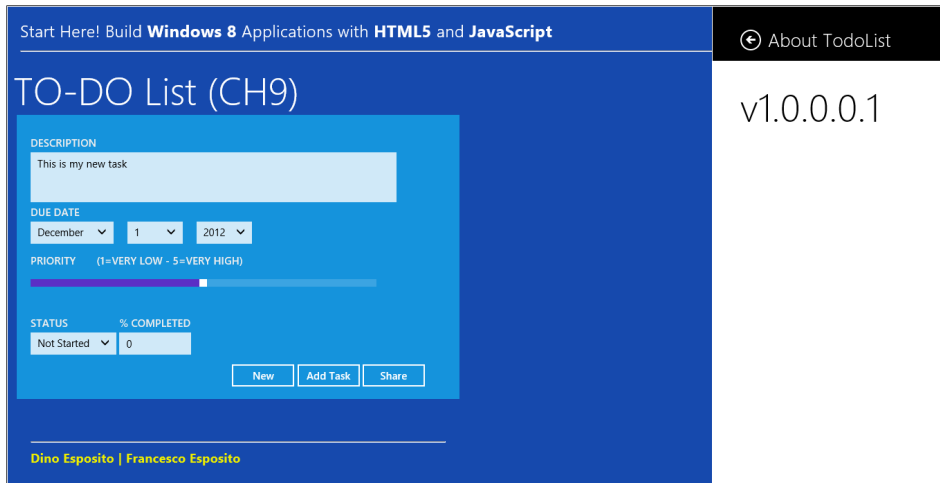 Start Here! Build Windows 8 Applications with HTML5 and JavaScript
About TodoList
v1.0.0.0.1
TO-DO List (CH9)
DESCRIPTION
This is my new task
DUE DATE
December 1 2012
PRIORITY (1=VERY LOW - 5=VERY HIGH)
STATUS % COMPLETED
Not Started 0
New Add Task Share
Dino Esposito | Francesco Esposito